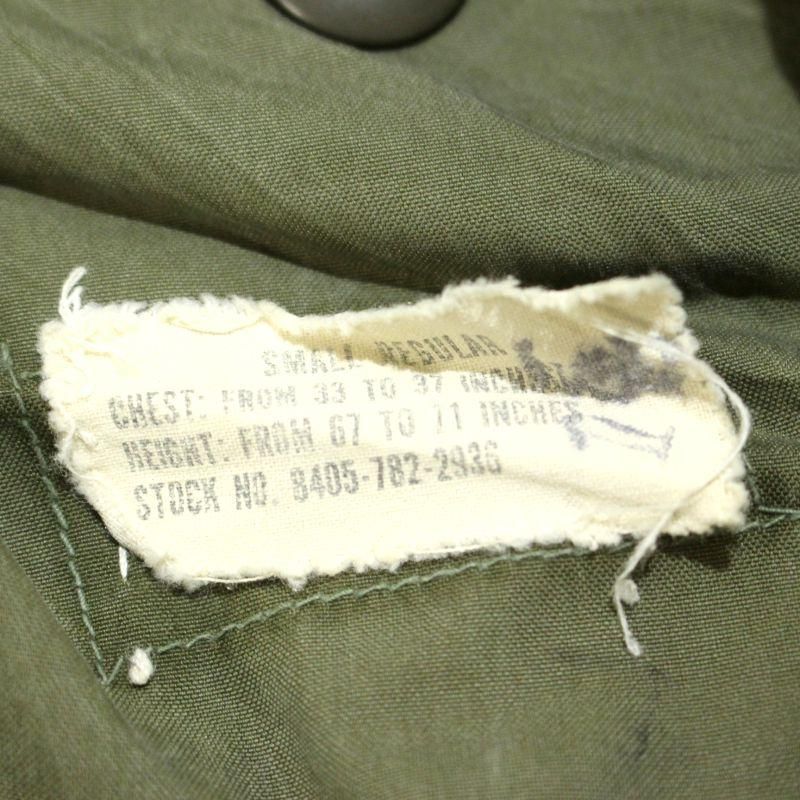 SMALL REGULAR
CHEST: FROM 33 TO 37 INCHES
HEIGHT: FROM 67 TO 71 INCHES
STOCK NO. 8405-782-2936